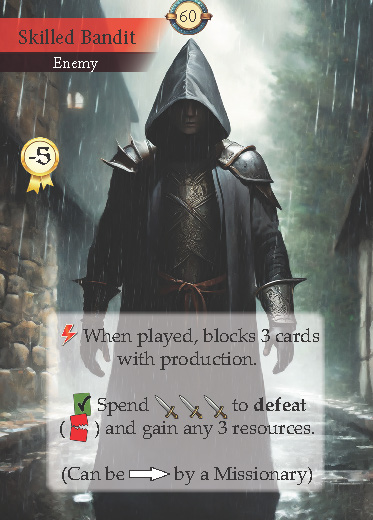 60
Skilled Bandit
Enemy
-5
When played, blocks 3 cards
with production.
Spend to defeat
( ) and gain any 3 resources.
(Can be by a Missionary)